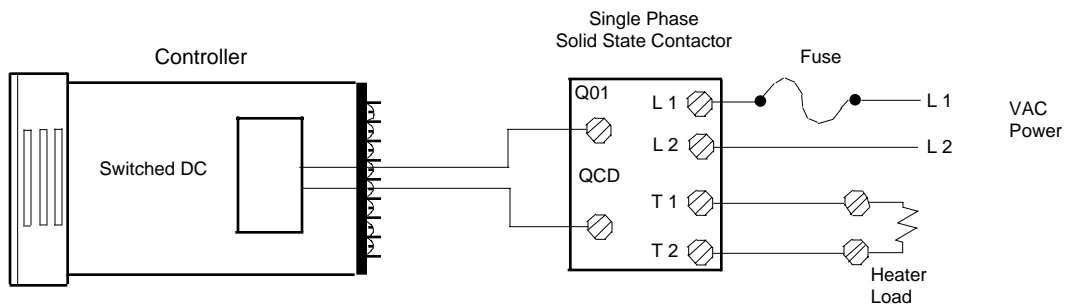 Single Phase
Solid State Contactor
Controller
Fuse
Q01
L 1
L 1
VAC
Power
L 2
L 2
Switched DC
QCD
T 1
T 2
Heater
Load